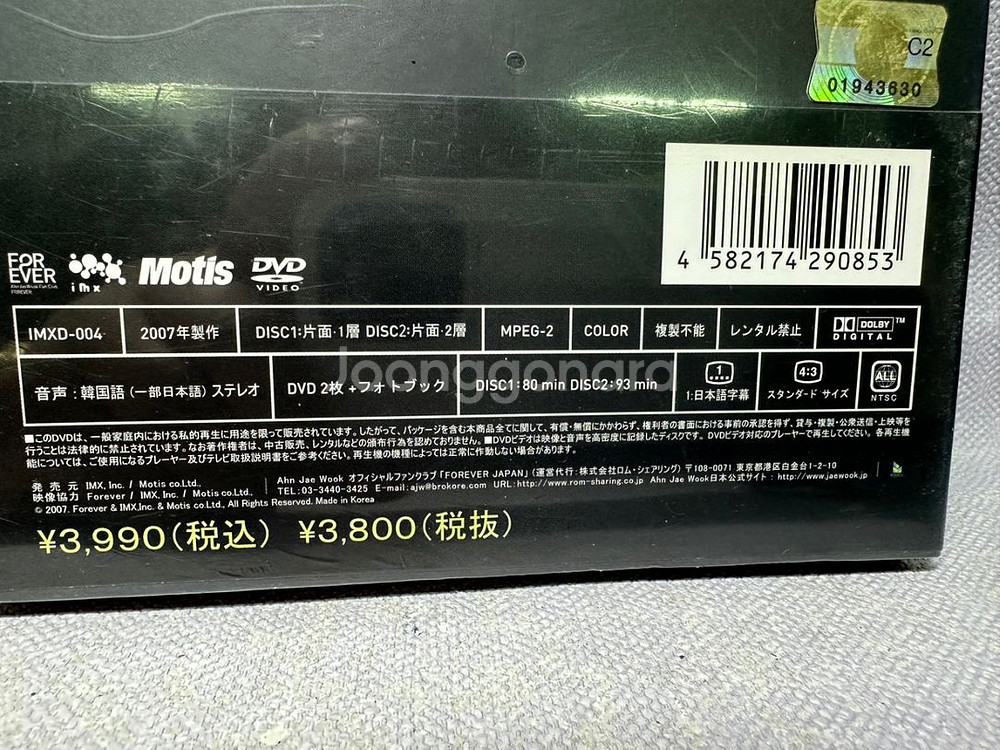 C2
01943630
4 582174 290853
FOR EVER
imx
Motis
DVD VIDEO
IMXD-004
2007年製作
DISC1:片面・1層 DISC2:片面・2層
MPEG-2
COLOR
複製不能
レンタル禁止
DOLBY DIGITAL ™
Joonggonara
音声:韓国語(一部日本語)ステレオ
DVD 2枚 +フォトブック
DISC1:80 min DISC2:93 min
1
1:日本語字幕
4:3
スタンダード サイズ
ALL
NTSC
■このDVDは、一般家庭内における私的再生に用途を限って販売されています。したがって、パッケージを含む本商品全てに関して、有償・無償にかかわらず、権利者の書面における事前の承認を得ず、貸与・複製・公衆送信・上映等を
行うことは法律的に禁止されています。なお著作権者は、中古販売、レンタルなどの頒布行為を認めておりません。■DVDビデオは映像と音声を高密度に記録したディスクです。DVDビデオ対応のプレーヤーで再生してください。各再生機
能については、ご使用になるプレーヤー及びテレビ取扱説明書をご参考ください。再生機の機種によっては正常に作動しない場合があります。
発 売 元 IMX, Inc. / Motis co.Ltd.,
映像協力 Forever / IMX, Inc. / Motis co.Ltd.,
© 2007. Forever & IMX,Inc. & Motis co.Ltd., All Rights Reserved. Made in Korea
Ahn Jae Wook オフィシャルファンクラブ「FOREVER JAPAN」(運営代行:株式会社ロム・シェアリング) 〒108-0071 東京都港区白金台1-2-10
TEL:03-3440-3425 E-mail:ajw@brokore.com URL:http://www.rom-sharing.co.jp Ahn Jae Wook日本公式サイト:http://www.jaewook.jp
¥3,990(税込) ¥3,800(税抜)